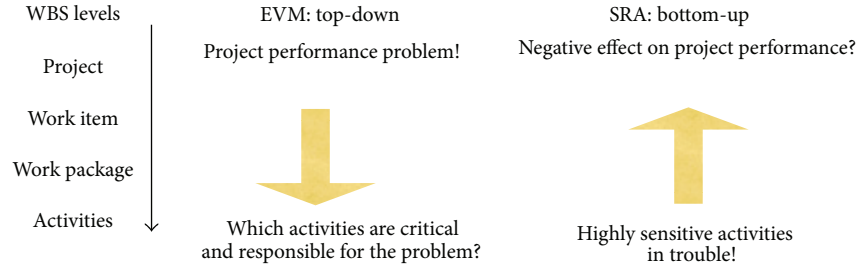 WBS levels
Project
Work item
Work package
Activities
EVM: top-down
Project performance problem!
Which activities are critical
and responsible for the problem?
SRA: bottom-up
Negative effect on project performance?
Highly sensitive activities
in trouble!